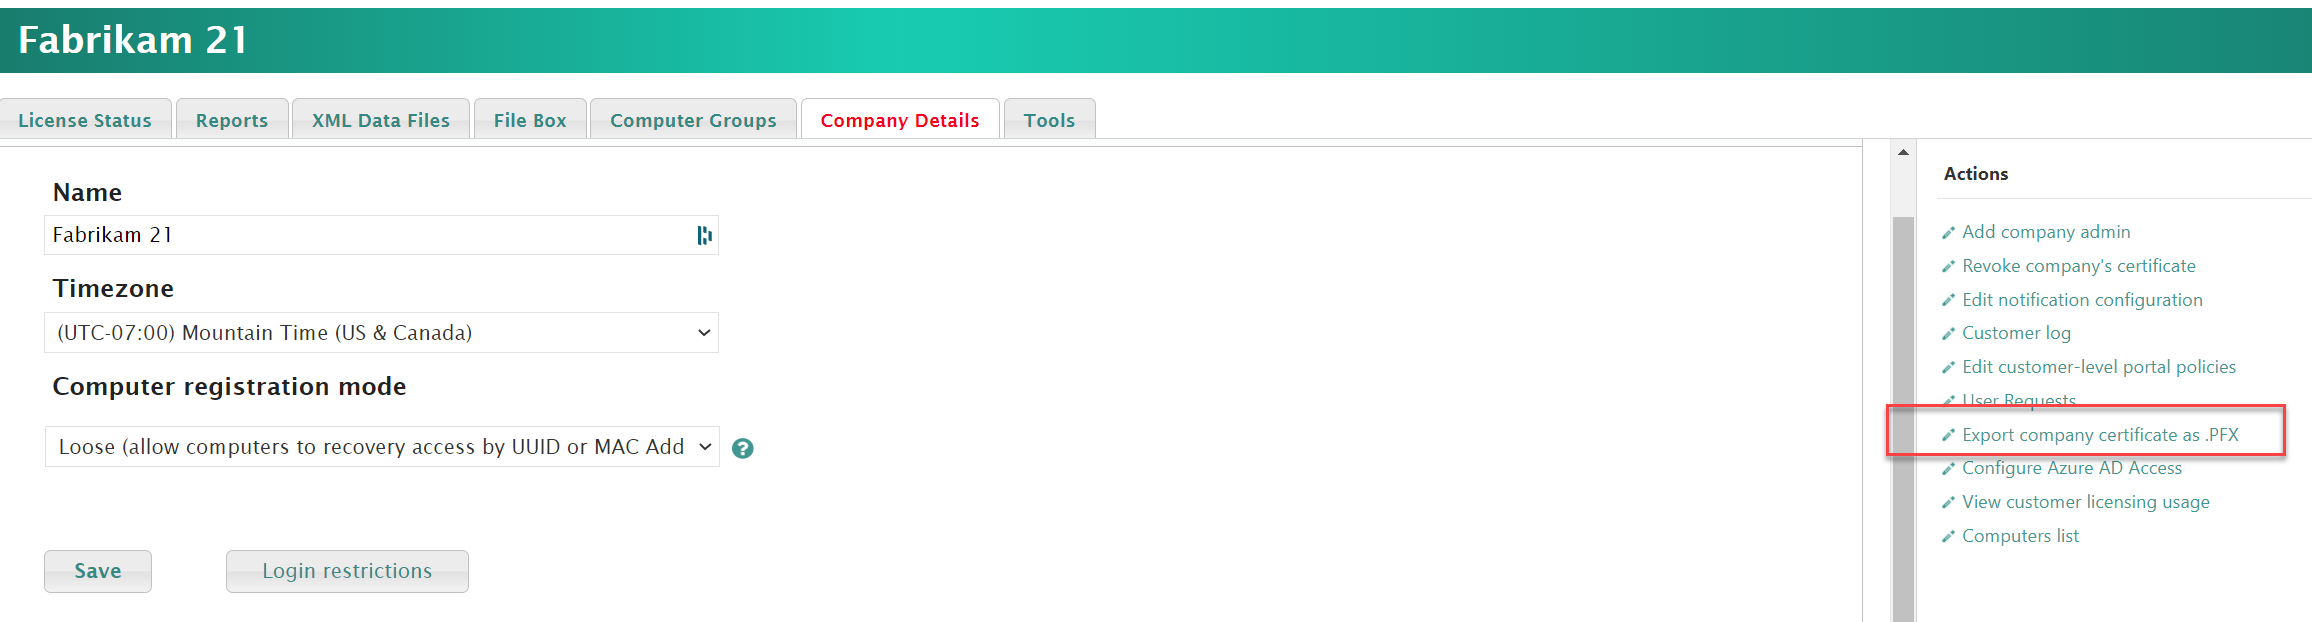 Fabrikam 21
License Status Reports XML Data Files File Box Computer Groups Company Details Tools
Name
Fabrikam 21
Timezone
(UTC-07:00) Mountain Time (US & Canada)
Computer registration mode
Loose (allow computers to recovery access by UUID or MAC Add
?
Save
Login restrictions
Actions
Add company admin
Revoke company's certificate
Edit notification configuration
Customer log
Edit customer-level portal policies
User Requests
Export company certificate as .PFX
Configure Azure AD Access
View customer licensing usage
Computers list